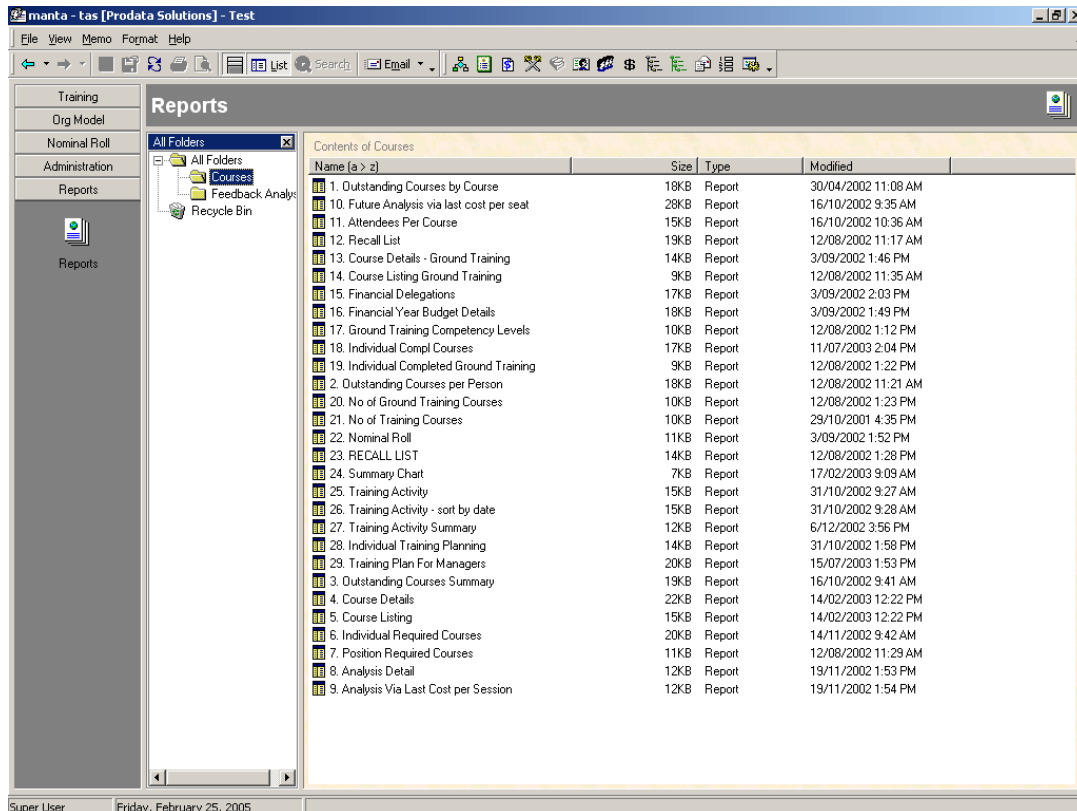 manta - tas [Prodata Solutions] - Test
File View Memo Format Help
List Search Email
Training
Org Model
Nominal Roll
Administration
Reports
Reports
Reports
All Folders
All Folders
Courses
Feedback Analys
Recycle Bin
Contents of Courses
Name (a > z) Size Type Modified
1. Outstanding Courses by Course 18KB Report 30/04/2002 11:08 AM
10. Future Analysis via last cost per seat 28KB Report 16/10/2002 9:35 AM
11. Attendees Per Course 15KB Report 16/10/2002 10:36 AM
12. Recall List 19KB Report 12/08/2002 11:17 AM
13. Course Details - Ground Training 14KB Report 3/09/2002 1:46 PM
14. Course Listing Ground Training 9KB Report 12/08/2002 11:35 AM
15. Financial Delegations 17KB Report 3/09/2002 2:03 PM
16. Financial Year Budget Details 18KB Report 3/09/2002 1:49 PM
17. Ground Training Competency Levels 10KB Report 12/08/2002 1:12 PM
18. Individual Compl Courses 17KB Report 11/07/2003 2:04 PM
19. Individual Completed Ground Training 9KB Report 12/08/2002 1:22 PM
2. Outstanding Courses per Person 18KB Report 12/08/2002 11:21 AM
20. No of Ground Training Courses 10KB Report 12/08/2002 1:23 PM
21. No of Training Courses 10KB Report 29/10/2001 4:35 PM
22. Nominal Roll 11KB Report 3/09/2002 1:52 PM
23. RECALL LIST 14KB Report 12/08/2002 1:28 PM
24. Summary Chart 7KB Report 17/02/2003 9:09 AM
25. Training Activity 15KB Report 31/10/2002 9:27 AM
26. Training Activity - sort by date 15KB Report 31/10/2002 9:28 AM
27. Training Activity Summary 12KB Report 6/12/2002 3:56 PM
28. Individual Training Planning 14KB Report 31/10/2002 1:58 PM
29. Training Plan For Managers 20KB Report 15/07/2003 1:53 PM
3. Outstanding Courses Summary 19KB Report 16/10/2002 9:41 AM
4. Course Details 22KB Report 14/02/2003 12:22 PM
5. Course Listing 15KB Report 14/02/2003 12:22 PM
6. Individual Required Courses 20KB Report 14/11/2002 9:42 AM
7. Position Required Courses 11KB Report 12/08/2002 11:29 AM
8. Analysis Detail 12KB Report 19/11/2002 1:53 PM
9. Analysis Via Last Cost per Session 12KB Report 19/11/2002 1:54 PM
Super User Friday, February 25, 2005